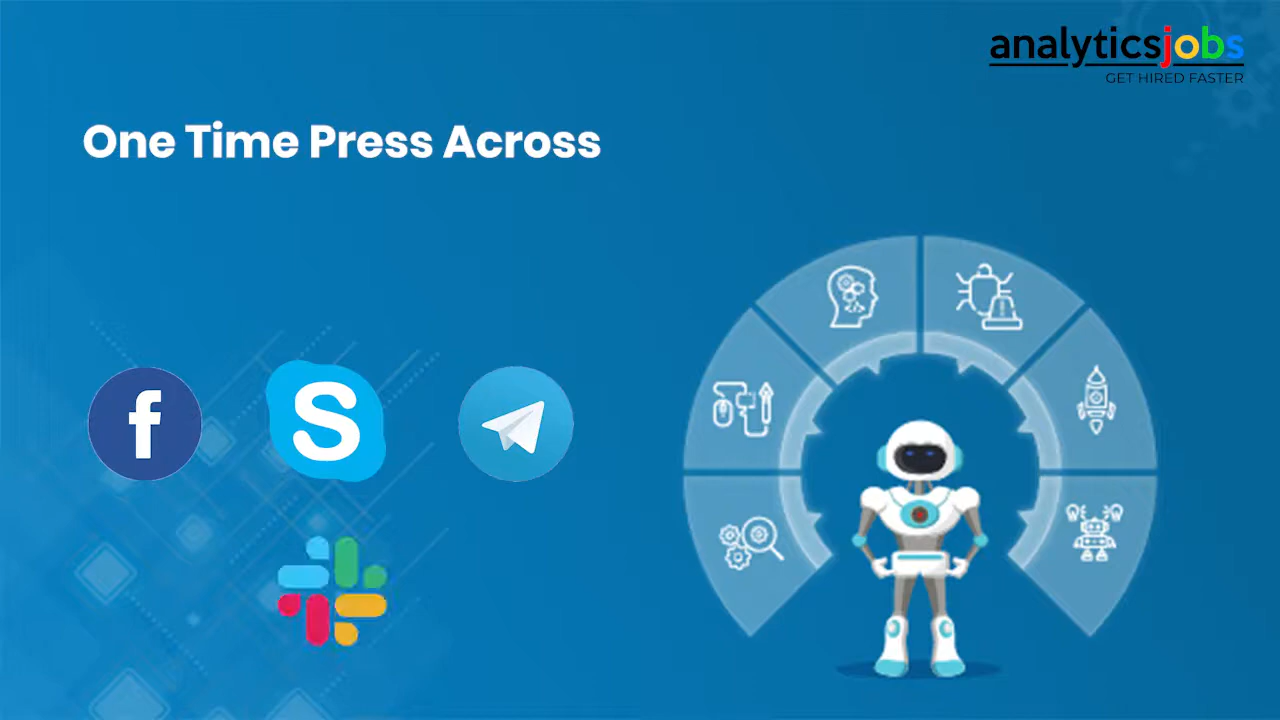 analyticsjobs
GET HIRED FASTER
One Time Press Across
f
S